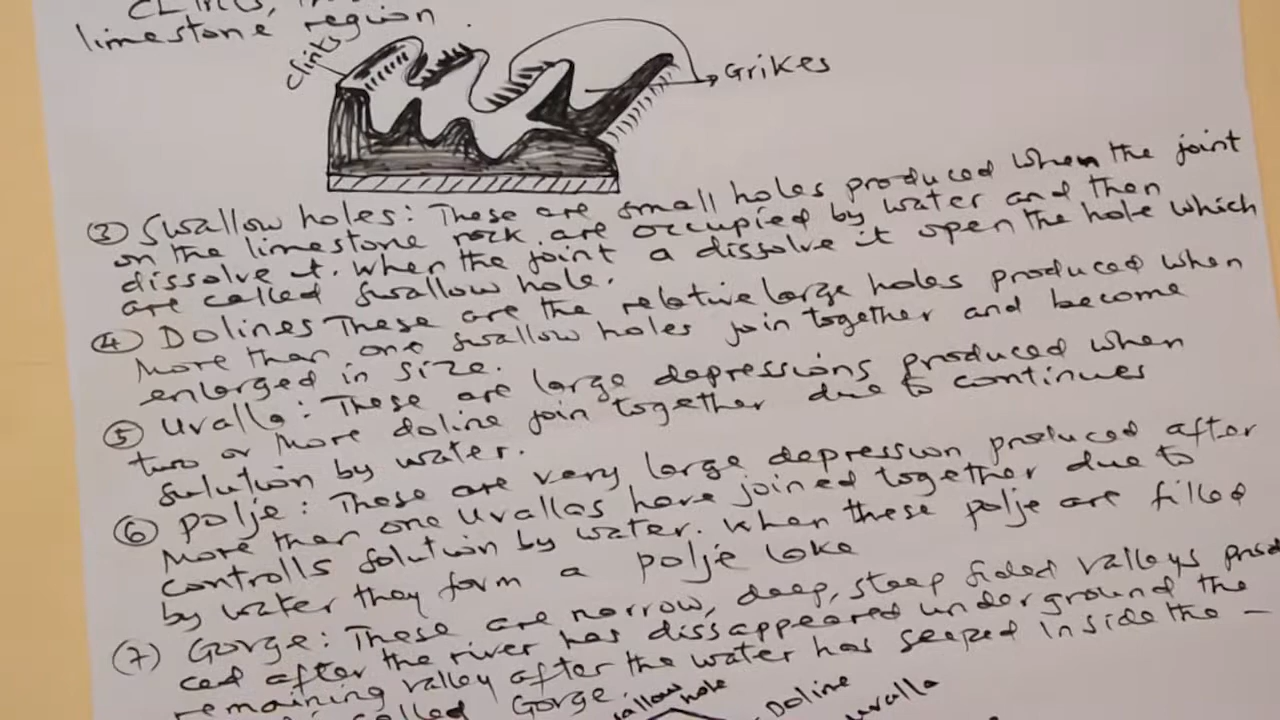 limestone region.
Clints
Grikes
③ Swallow holes: These are small holes produced when the joint
on the limestone rock are occupied by water and then
dissolve it. When the joint a dissolve it open the hole which
are called swallow hole.
④ Dolines These are the relative large holes produced when
More than one swallow holes join together and become
enlarged in size.
⑤ Uvalla: These are large depressions produced when
two or more doline join together due to continues
solution by water.
⑥ polje: These are very large depression produced after
More than one Uvallas have joined together due to
controlls solution by water. When these polje are filled
by water they form a polje lake
⑦ Gorge: These are narrow, deep, steep sided valleys prod
ced after the river has dissappeared underground the
remaining valley after the water has seeped inside the –
called Gorge.
hole
Doline
uvalla